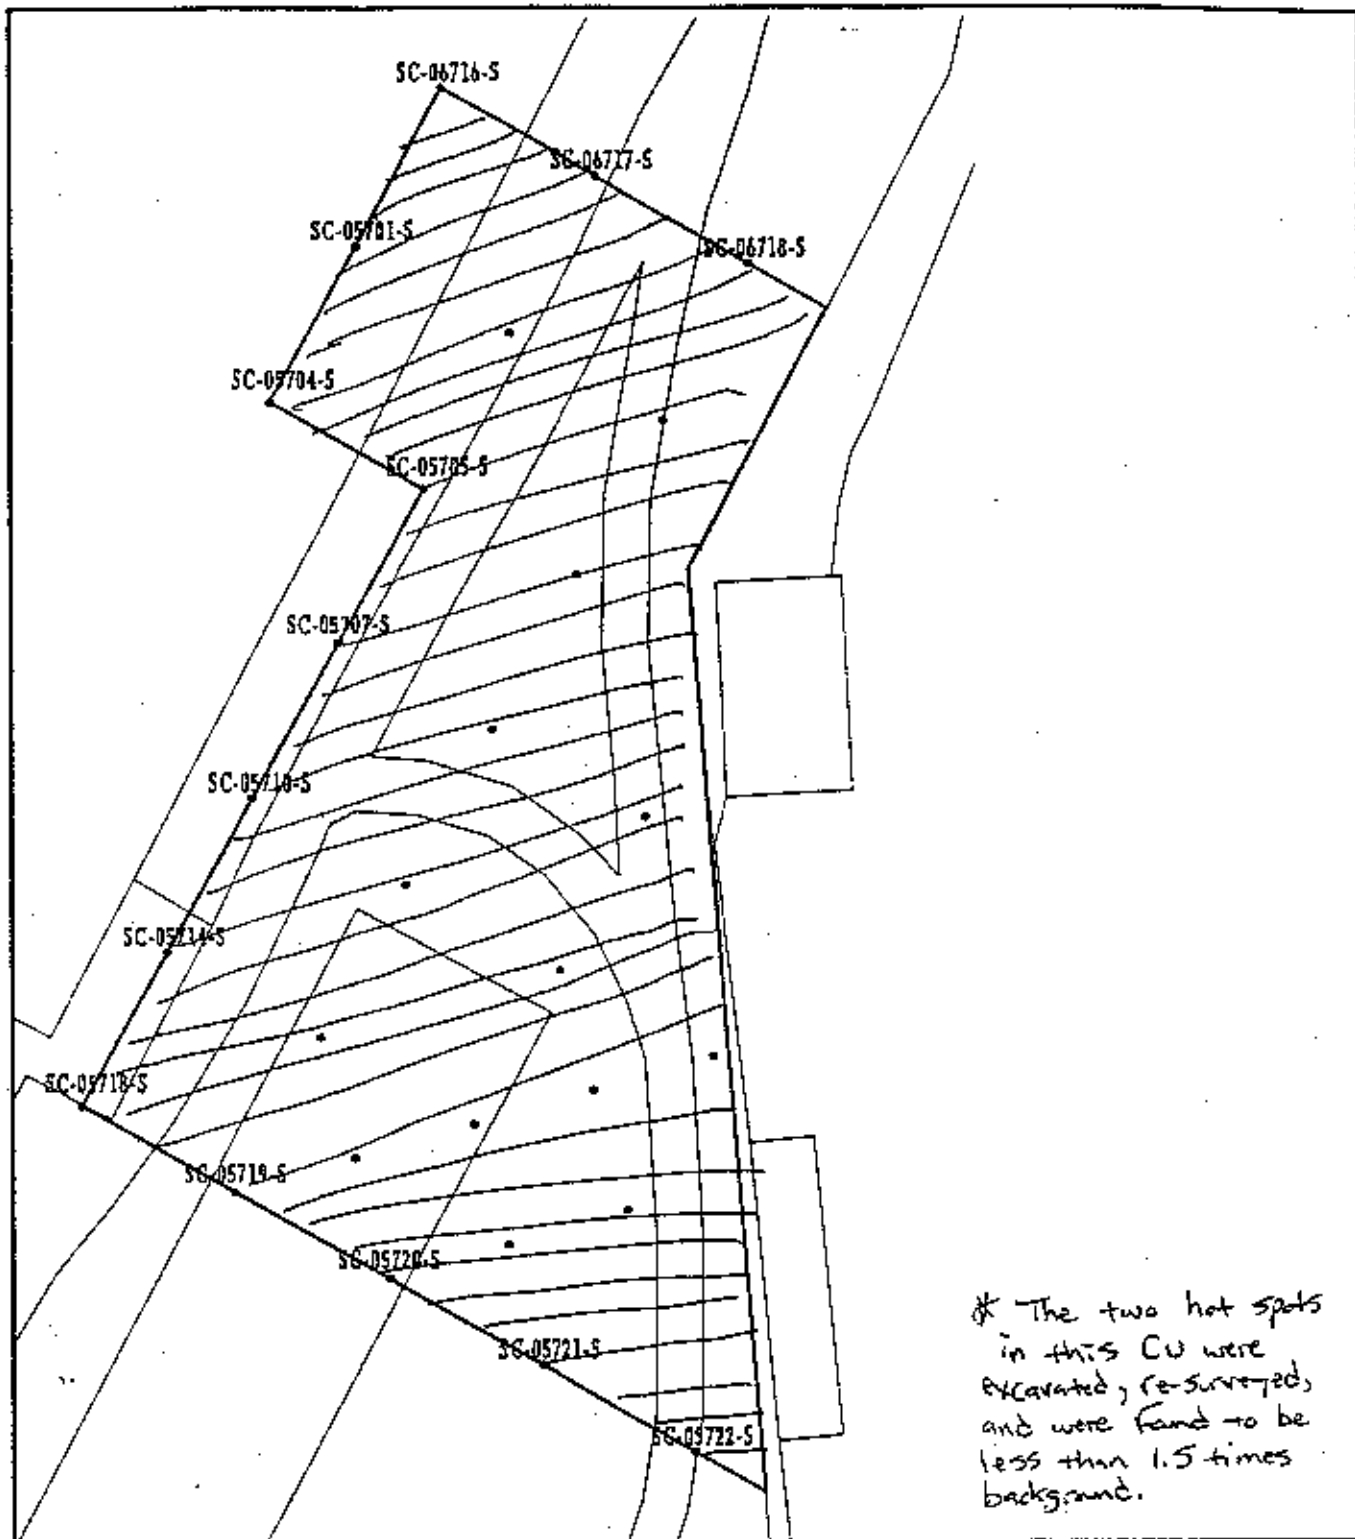 SC-06716-S
SC-06717-S
SC-05701-S
SC-06718-S
SC-05704-S
SC-05705-S
SC-05707-S
SC-05710-S
SC-05714-S
SC-05718-S
SC-05719-S
SC-05720-S
SC-05721-S
SC-05722-S
* The two hot spots
in this CU were
excavated, re-surveyed,
and were found to be
less than 1.5 times
background.